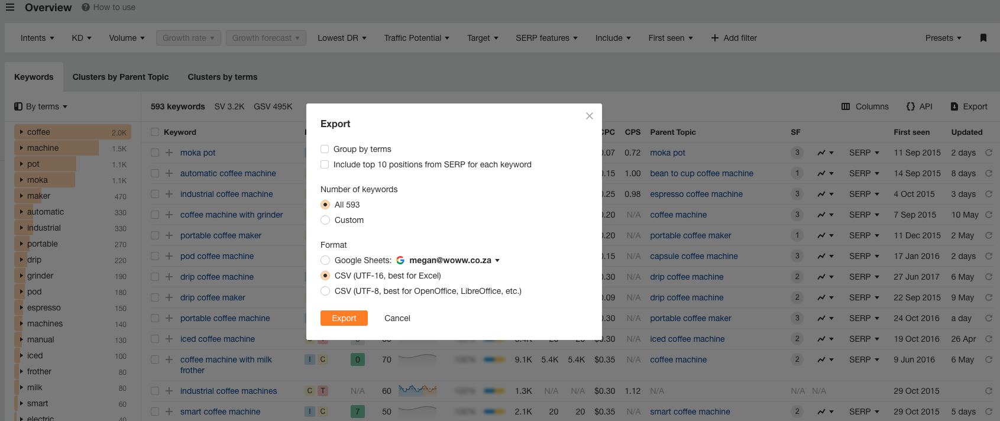 Overview How to use
Intents KD Volume Growth rate Growth forecast Lowest DR Traffic Potential Target SERP features Include First seen Add filter Presets
Keywords Clusters by Parent Topic Clusters by terms
By terms 593 keywords SV 3.2K GSV 495K Columns API Export
coffee 2.0K
machine 1.5K
pot 1.1K
moka 1.1K
maker 470
automatic 330
industrial 330
portable 270
drip 220
grinder 190
pod 180
espresso 150
machines 140
manual 130
iced 100
frother 80
milk 80
smart 60
electric 40
Export
Group by terms
Include top 10 positions from SERP for each keyword
Number of keywords
All 593
Custom
Format
Google Sheets: megan@woww.co.za
CSV (UTF-16, best for Excel)
CSV (UTF-8, best for OpenOffice, LibreOffice, etc.)
Export Cancel
Keyword CPC CPS Parent Topic SF First seen Updated
moka pot .07 0.72 moka pot 3 SERP 11 Sep 2015 2 days
automatic coffee machine .15 1.00 bean to cup coffee machine 1 SERP 14 Sep 2015 8 days
industrial coffee machine .25 0.98 espresso coffee machine 3 SERP 4 Oct 2015 3 days
coffee machine with grinder .20 N/A coffee machine 3 SERP 7 Sep 2015 10 May
portable coffee maker .20 N/A portable coffee maker 1 SERP 11 Dec 2015 2 May
pod coffee machine .15 N/A capsule coffee machine 3 SERP 17 Jan 2016 2 days
drip coffee machine .30 N/A drip coffee machine 2 SERP 27 Jun 2017 6 May
drip coffee maker .09 N/A drip coffee machine 2 SERP 22 Sep 2015 9 May
portable coffee machine .30 N/A portable coffee maker 3 SERP 24 Oct 2016 a day
iced coffee machine $0.30 N/A iced coffee machine 2 SERP 19 Oct 2016 26 Apr
coffee machine with milk I C 0 70 9.1K 5.4K 5.4K $0.35 N/A coffee machine 2 SERP 9 Jun 2016 6 May
frother
industrial coffee machines C T N/A 60 1.3K N/A N/A $0.30 1.12 N/A N/A N/A 29 Oct 2015
smart coffee machine I C 7 50 2.1K 20 20 $0.35 N/A smart coffee machine 2 SERP 29 Oct 2015 5 days